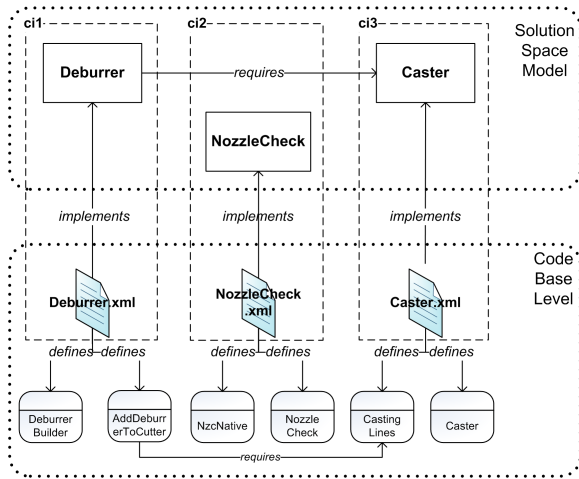 ci1
ci2
ci3
Solution
Space
Model
Deburrer
requires
Caster
NozzleCheck
implements
implements
implements
Code
Base
Level
Deburrer.xml
NozzleCheck
.xml
Caster.xml
defines
defines
defines
defines
defines
defines
Deburrer
Builder
AddDeburr
erToCutter
NzcNative
Nozzle
Check
Casting
Lines
Caster
requires